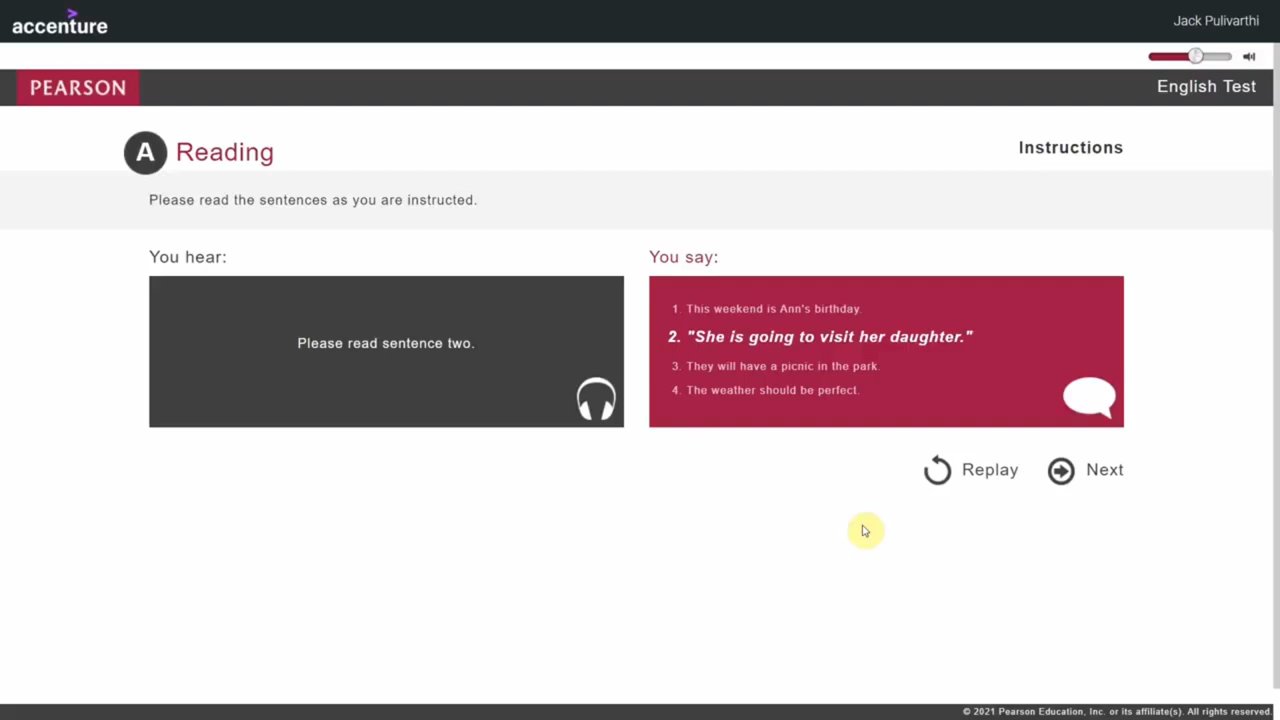 accenture
Jack Pulivarthi
PEARSON
English Test
A Reading
Instructions
Please read the sentences as you are instructed.
You hear:
Please read sentence two.
You say:
1. This weekend is Ann's birthday.
2. "She is going to visit her daughter."
3. They will have a picnic in the park.
4. The weather should be perfect.
Replay
Next
© 2021 Pearson Education, Inc. or its affiliate(s). All rights reserved.